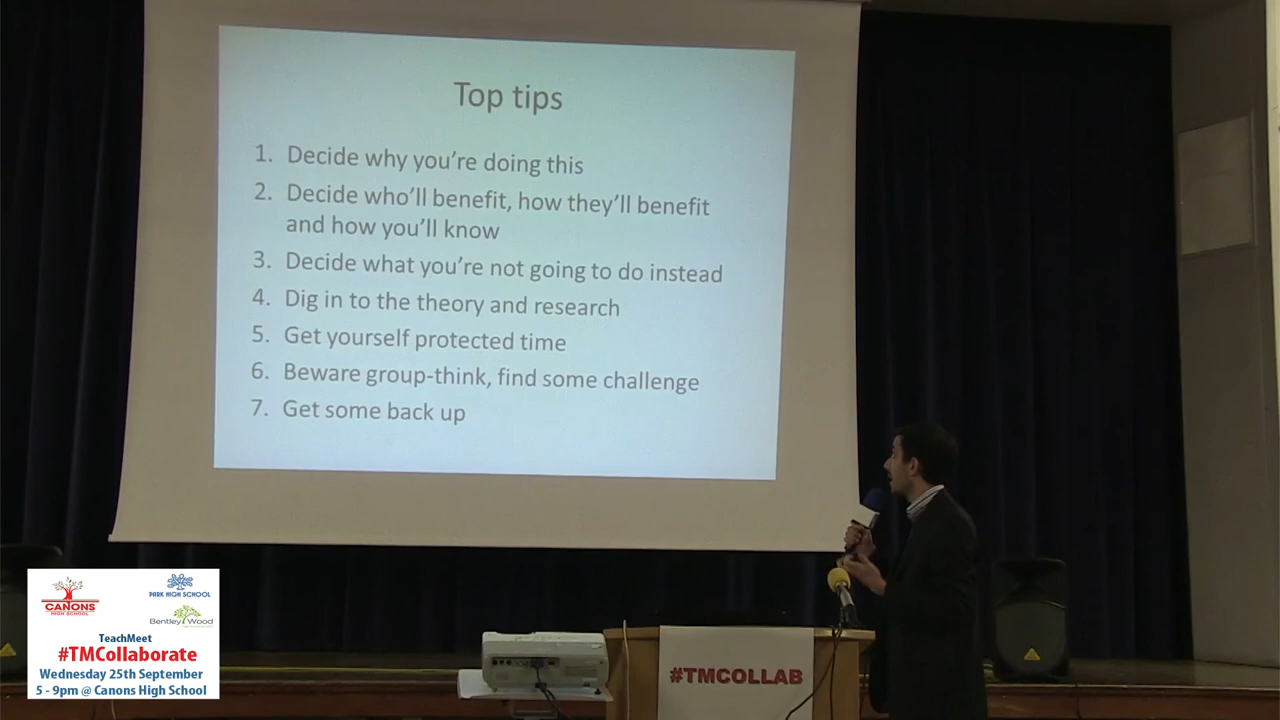 Top tips
1. Decide why you're doing this
2. Decide who'll benefit, how they'll benefit
and how you'll know
3. Decide what you're not going to do instead
4. Dig in to the theory and research
5. Get yourself protected time
6. Beware group-think, find some challenge
7. Get some back up
#TMCOLLAB
CANONS
HIGH SCHOOL
PARK HIGH SCHOOL
Bentley Wood
TeachMeet
#TMCollaborate
Wednesday 25th September
5 - 9pm @ Canons High School